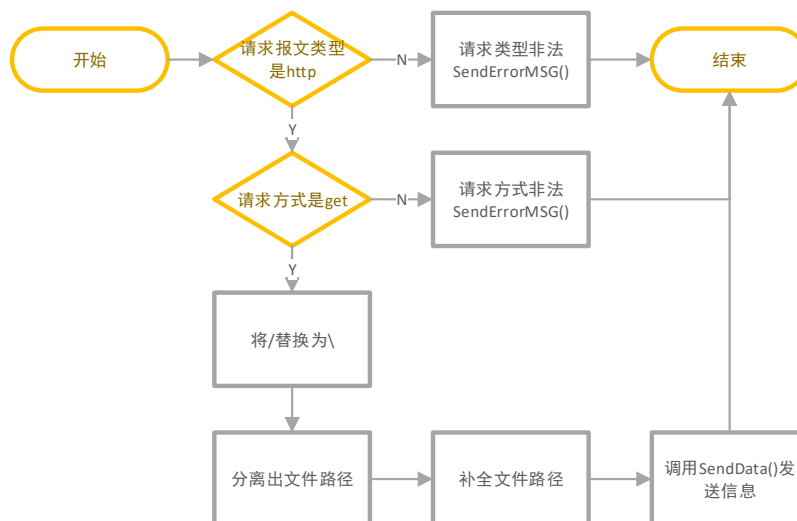 开始
请求报文类型
是http
N
请求类型非法
SendErrorMSG()
结束
Y
请求方式是get
N
请求方式非法
SendErrorMSG()
Y
将/替换为\
分离出文件路径
补全文件路径
调用SendData()发
送信息